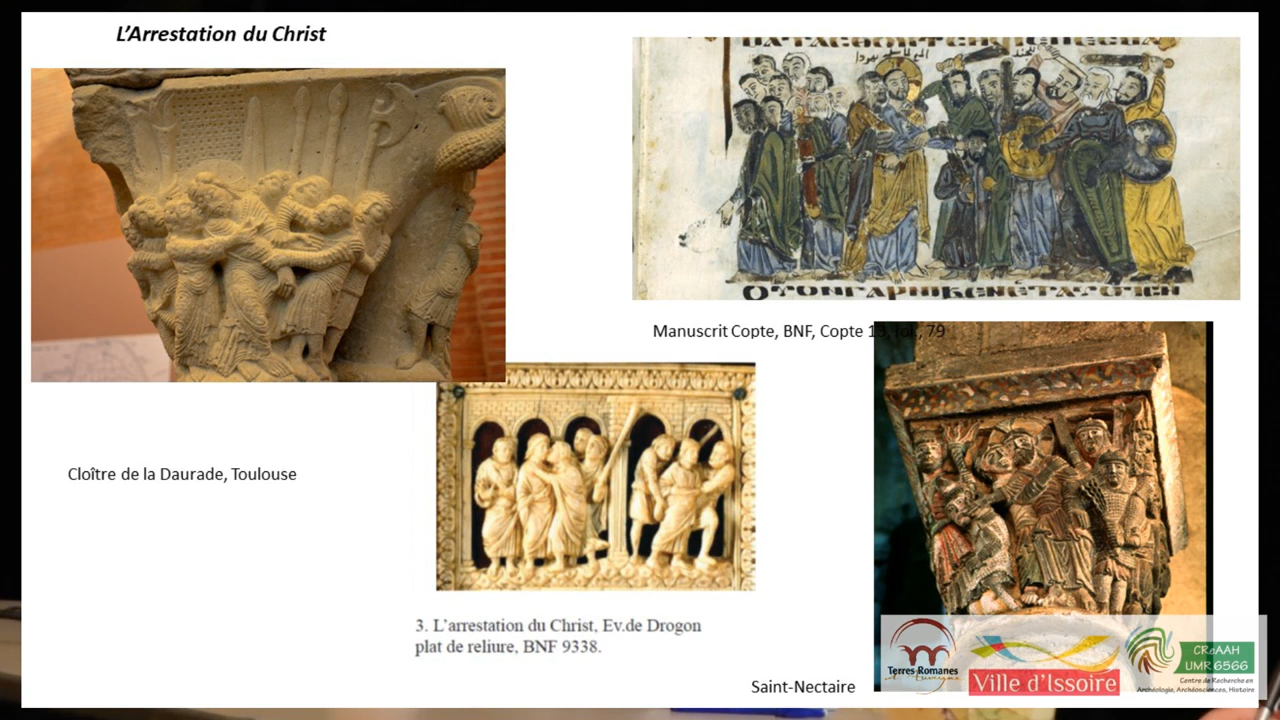 L'Arrestation du Christ
Manuscrit Copte, BNF, Copte 13, fol., 79
Cloître de la Daurade, Toulouse
3. L'arrestation du Christ, Ev.de Drogon
plat de reliure, BNF 9338.
Saint-Nectaire
Terres Romanes
d'Auvergne
Ville d'Issoire
CReAAH
UMR 6566
Centre de Recherche en
Archéologie, Archéosciences, Histoire